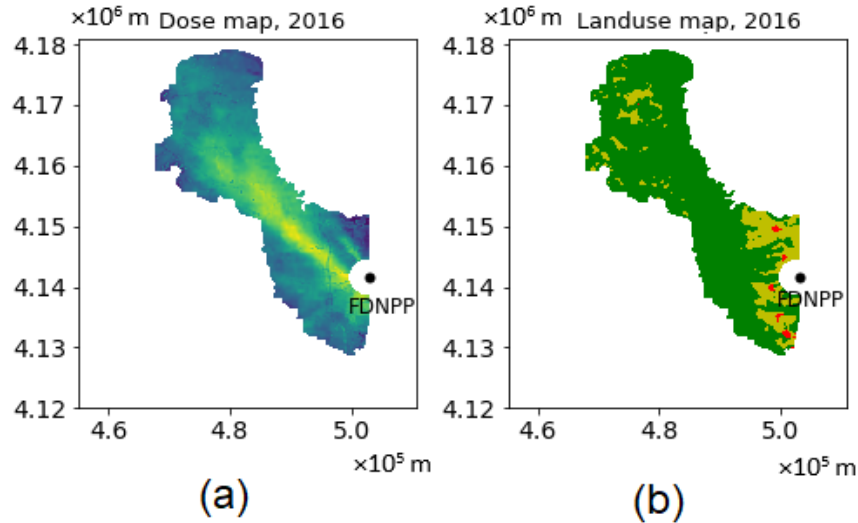 ×10⁶ m Dose map, 2016
4.18
4.17
4.16
4.15
4.14
4.13
4.12
4.6 4.8 5.0
×10⁵ m
FDNPP
(a)
×10⁶ m Landuse map, 2016
4.18
4.17
4.16
4.15
4.14
4.13
4.12
4.6 4.8 5.0
×10⁵ m
FDNPP
(b)